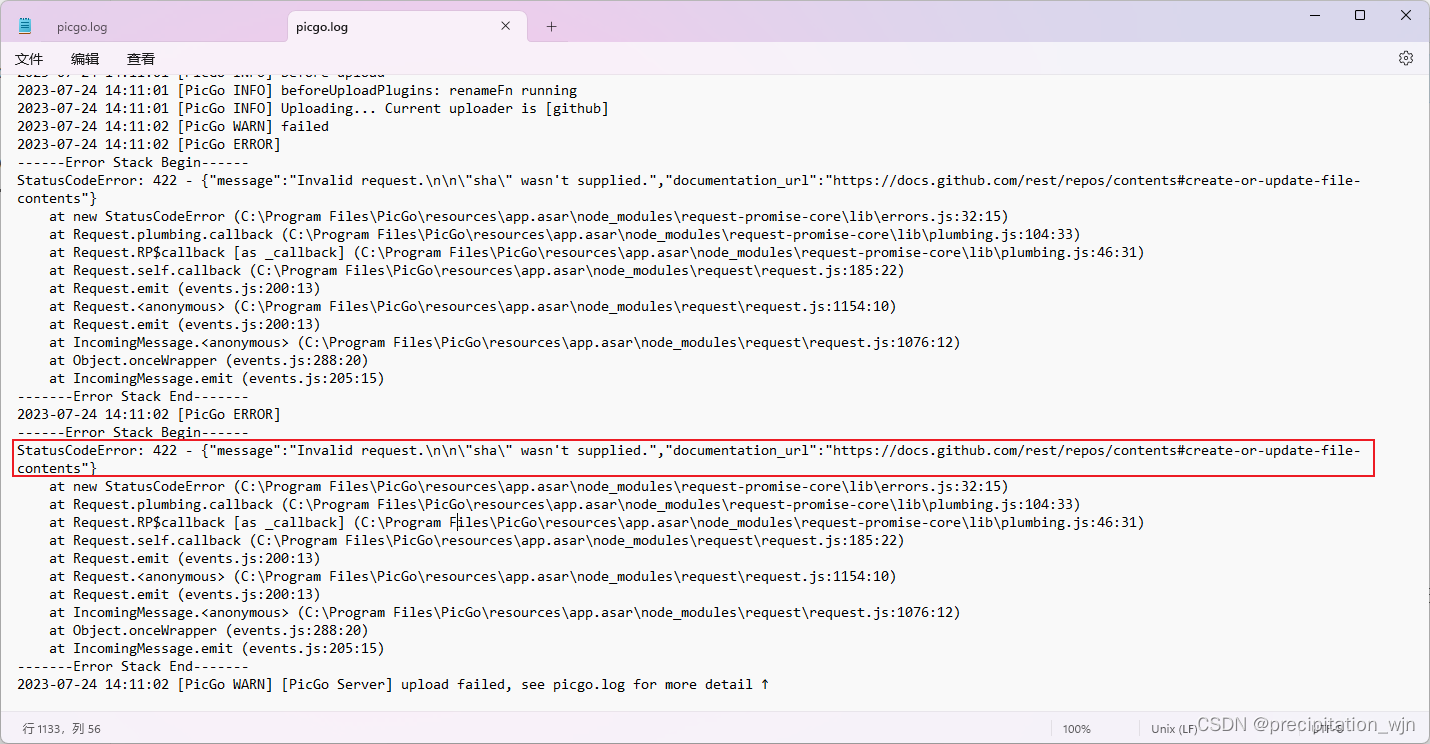 picgo.log
picgo.log
文件 编辑 查看
2023-07-24 14:11:01 [PicGo INFO] before upload
2023-07-24 14:11:01 [PicGo INFO] beforeUploadPlugins: renameFn running
2023-07-24 14:11:01 [PicGo INFO] Uploading... Current uploader is [github]
2023-07-24 14:11:02 [PicGo WARN] failed
2023-07-24 14:11:02 [PicGo ERROR]
------Error Stack Begin------
StatusCodeError: 422 - {"message":"Invalid request.\n\n\"sha\" wasn't supplied.","documentation_url":"https://docs.github.com/rest/repos/contents#create-or-update-file-
contents"}
at new StatusCodeError (C:\Program Files\PicGo\resources\app.asar\node_modules\request-promise-core\lib\errors.js:32:15)
at Request.plumbing.callback (C:\Program Files\PicGo\resources\app.asar\node_modules\request-promise-core\lib\plumbing.js:104:33)
at Request.RP$callback [as _callback] (C:\Program Files\PicGo\resources\app.asar\node_modules\request-promise-core\lib\plumbing.js:46:31)
at Request.self.callback (C:\Program Files\PicGo\resources\app.asar\node_modules\request\request.js:185:22)
at Request.emit (events.js:200:13)
at Request.<anonymous> (C:\Program Files\PicGo\resources\app.asar\node_modules\request\request.js:1154:10)
at Request.emit (events.js:200:13)
at IncomingMessage.<anonymous> (C:\Program Files\PicGo\resources\app.asar\node_modules\request\request.js:1076:12)
at Object.onceWrapper (events.js:288:20)
at IncomingMessage.emit (events.js:205:15)
-------Error Stack End-------
2023-07-24 14:11:02 [PicGo ERROR]
------Error Stack Begin------
StatusCodeError: 422 - {"message":"Invalid request.\n\n\"sha\" wasn't supplied.","documentation_url":"https://docs.github.com/rest/repos/contents#create-or-update-file-
contents"}
at new StatusCodeError (C:\Program Files\PicGo\resources\app.asar\node_modules\request-promise-core\lib\errors.js:32:15)
at Request.plumbing.callback (C:\Program Files\PicGo\resources\app.asar\node_modules\request-promise-core\lib\plumbing.js:104:33)
at Request.RP$callback [as _callback] (C:\Program Files\PicGo\resources\app.asar\node_modules\request-promise-core\lib\plumbing.js:46:31)
at Request.self.callback (C:\Program Files\PicGo\resources\app.asar\node_modules\request\request.js:185:22)
at Request.emit (events.js:200:13)
at Request.<anonymous> (C:\Program Files\PicGo\resources\app.asar\node_modules\request\request.js:1154:10)
at Request.emit (events.js:200:13)
at IncomingMessage.<anonymous> (C:\Program Files\PicGo\resources\app.asar\node_modules\request\request.js:1076:12)
at Object.onceWrapper (events.js:288:20)
at IncomingMessage.emit (events.js:205:15)
-------Error Stack End-------
2023-07-24 14:11:02 [PicGo WARN] [PicGo Server] upload failed, see picgo.log for more detail ↑
行 1133，列 56 100% Unix (LF) UTF-8
CSDN @precipitation_wjn